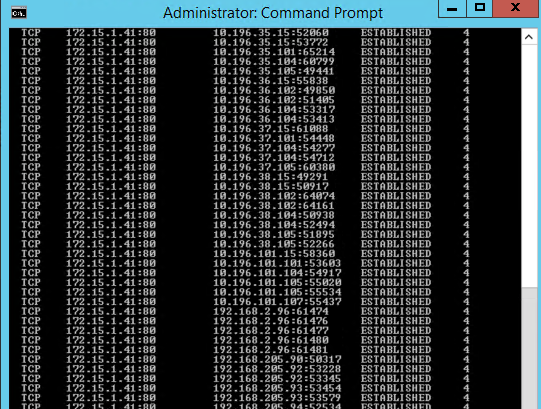 Administrator: Command Prompt
TCP 172.15.1.41:80 10.196.35.15:52060 ESTABLISHED 4
TCP 172.15.1.41:80 10.196.35.15:53772 ESTABLISHED 4
TCP 172.15.1.41:80 10.196.35.101:65214 ESTABLISHED 4
TCP 172.15.1.41:80 10.196.35.104:60799 ESTABLISHED 4
TCP 172.15.1.41:80 10.196.35.105:49441 ESTABLISHED 4
TCP 172.15.1.41:80 10.196.36.15:55838 ESTABLISHED 4
TCP 172.15.1.41:80 10.196.36.102:49850 ESTABLISHED 4
TCP 172.15.1.41:80 10.196.36.102:51405 ESTABLISHED 4
TCP 172.15.1.41:80 10.196.36.104:53317 ESTABLISHED 4
TCP 172.15.1.41:80 10.196.36.104:53413 ESTABLISHED 4
TCP 172.15.1.41:80 10.196.37.15:61088 ESTABLISHED 4
TCP 172.15.1.41:80 10.196.37.101:54448 ESTABLISHED 4
TCP 172.15.1.41:80 10.196.37.104:54277 ESTABLISHED 4
TCP 172.15.1.41:80 10.196.37.104:54712 ESTABLISHED 4
TCP 172.15.1.41:80 10.196.37.105:60380 ESTABLISHED 4
TCP 172.15.1.41:80 10.196.38.15:49291 ESTABLISHED 4
TCP 172.15.1.41:80 10.196.38.15:50917 ESTABLISHED 4
TCP 172.15.1.41:80 10.196.38.102:64074 ESTABLISHED 4
TCP 172.15.1.41:80 10.196.38.102:64161 ESTABLISHED 4
TCP 172.15.1.41:80 10.196.38.104:50938 ESTABLISHED 4
TCP 172.15.1.41:80 10.196.38.104:52494 ESTABLISHED 4
TCP 172.15.1.41:80 10.196.38.105:51895 ESTABLISHED 4
TCP 172.15.1.41:80 10.196.38.105:52266 ESTABLISHED 4
TCP 172.15.1.41:80 10.196.101.15:58360 ESTABLISHED 4
TCP 172.15.1.41:80 10.196.101.101:53603 ESTABLISHED 4
TCP 172.15.1.41:80 10.196.101.104:54917 ESTABLISHED 4
TCP 172.15.1.41:80 10.196.101.105:55020 ESTABLISHED 4
TCP 172.15.1.41:80 10.196.101.105:55534 ESTABLISHED 4
TCP 172.15.1.41:80 10.196.101.107:55437 ESTABLISHED 4
TCP 172.15.1.41:80 192.168.2.96:61474 ESTABLISHED 4
TCP 172.15.1.41:80 192.168.2.96:61476 ESTABLISHED 4
TCP 172.15.1.41:80 192.168.2.96:61477 ESTABLISHED 4
TCP 172.15.1.41:80 192.168.2.96:61480 ESTABLISHED 4
TCP 172.15.1.41:80 192.168.2.96:61481 ESTABLISHED 4
TCP 172.15.1.41:80 192.168.205.90:50317 ESTABLISHED 4
TCP 172.15.1.41:80 192.168.205.92:53228 ESTABLISHED 4
TCP 172.15.1.41:80 192.168.205.92:53345 ESTABLISHED 4
TCP 172.15.1.41:80 192.168.205.93:53454 ESTABLISHED 4
TCP 172.15.1.41:80 192.168.205.93:53579 ESTABLISHED 4
TCP 172.15.1.41:80 192.168.205.94:52534 ESTABLISHED 4